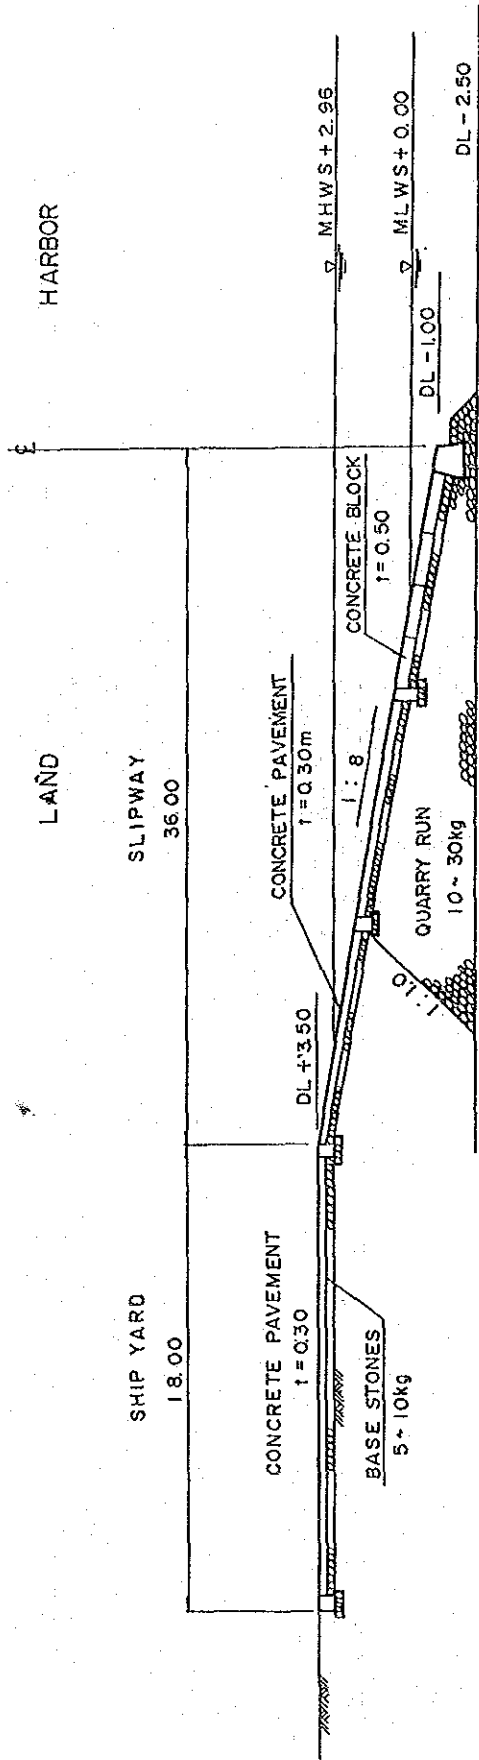 LAND
HARBOR
℄
SHIP YARD
18.00
SLIPWAY
36.00
CONCRETE PAVEMENT
t=0.30
BASE STONES
5~10kg
DL+3.50
CONCRETE PAVEMENT
t=0.30m
1:8
1:1.0
QUARRY RUN
10~30kg
CONCRETE BLOCK
t=0.50
MHWS+2.96
MLWS+0.00
DL-1.00
DL-2.50